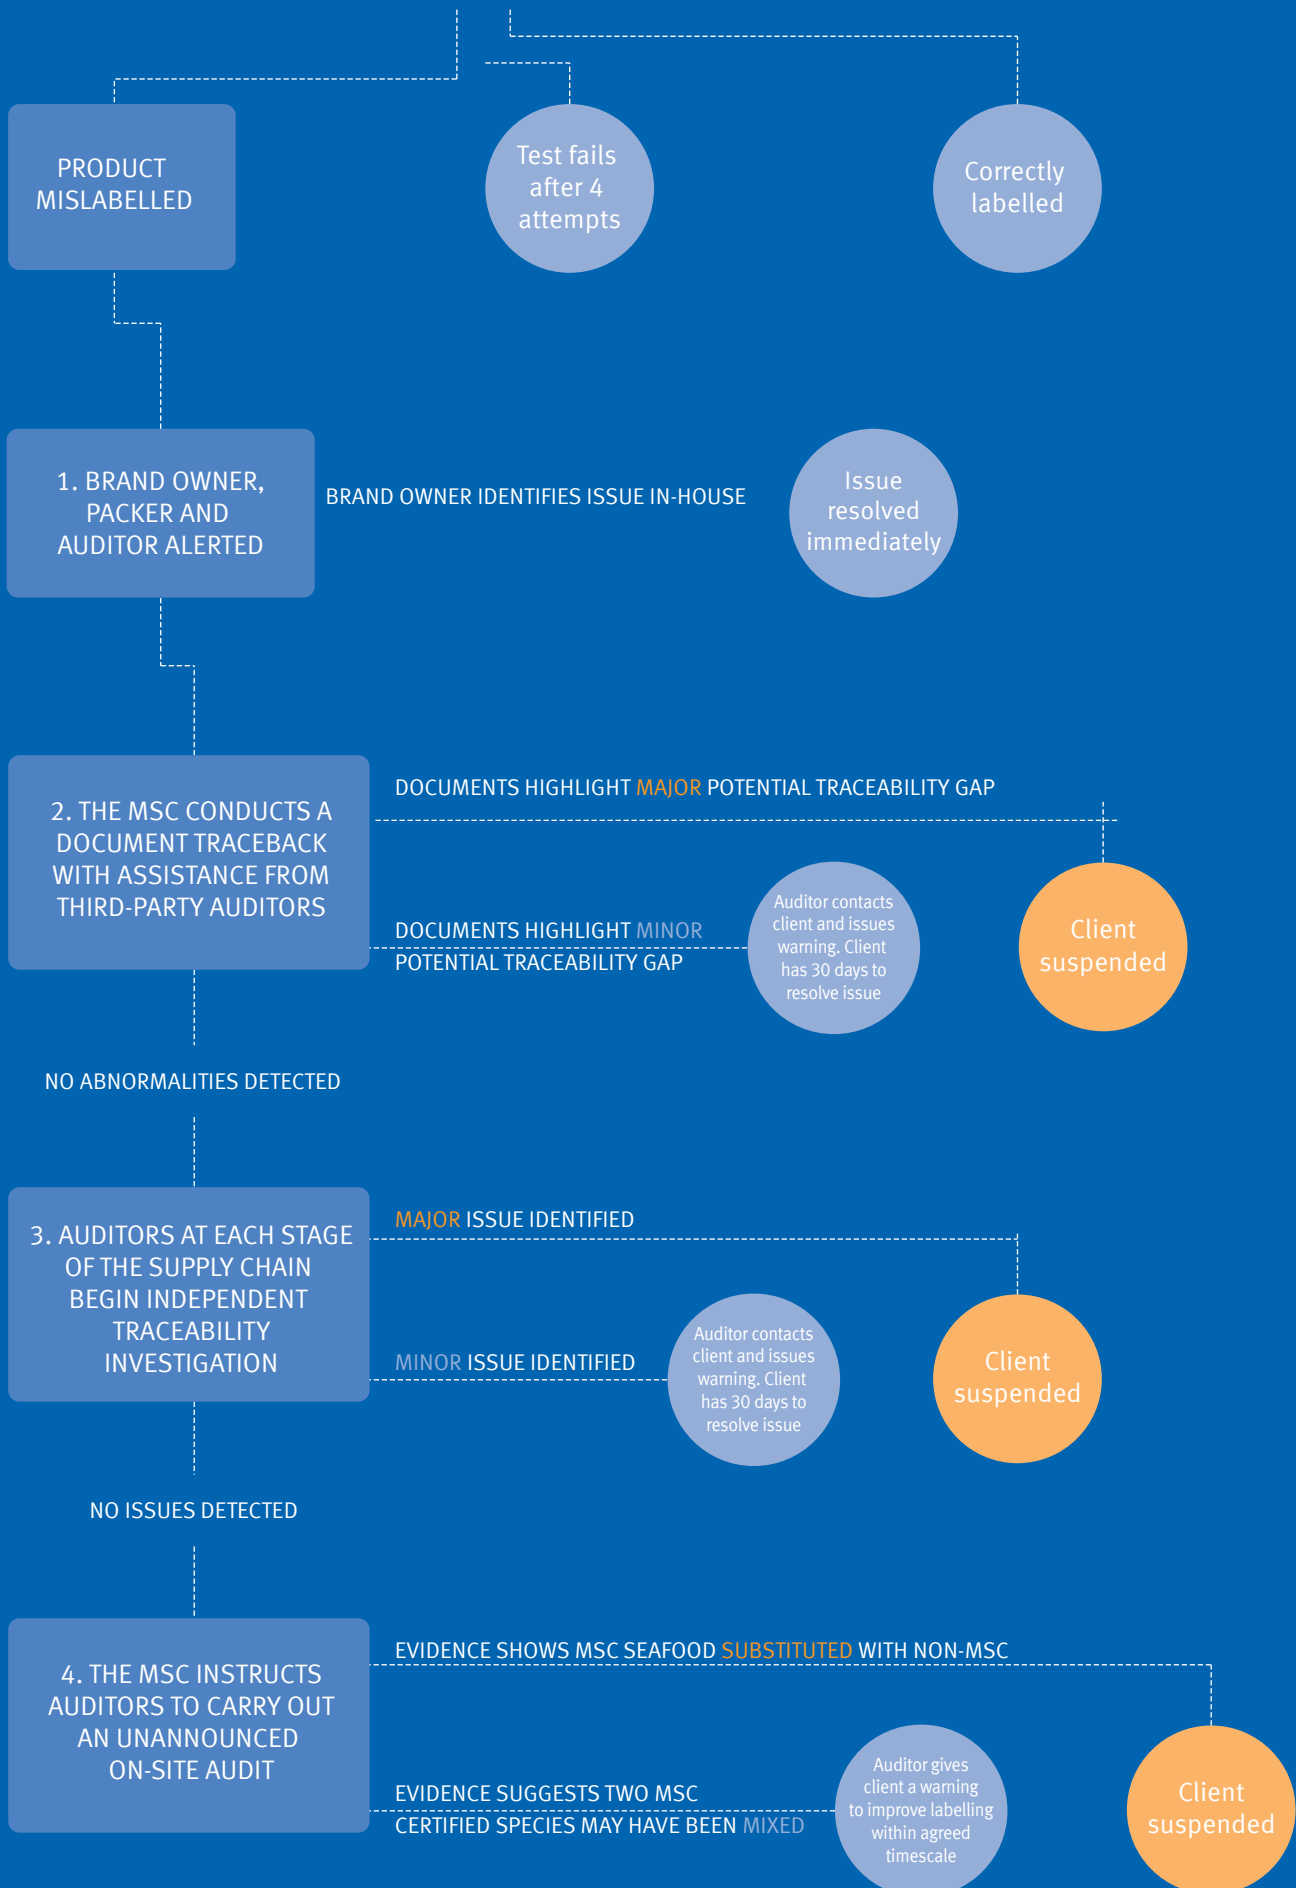 PRODUCT
MISLABELLED
Test fails
after 4
attempts
Correctly
labelled
1. BRAND OWNER,
PACKER AND
AUDITOR ALERTED
BRAND OWNER IDENTIFIES ISSUE IN-HOUSE
Issue
resolved
immediately
2. THE MSC CONDUCTS A
DOCUMENT TRACEBACK
WITH ASSISTANCE FROM
THIRD-PARTY AUDITORS
DOCUMENTS HIGHLIGHT MAJOR POTENTIAL TRACEABILITY GAP
Client
suspended
DOCUMENTS HIGHLIGHT MINOR
POTENTIAL TRACEABILITY GAP
Auditor contacts
client and issues
warning. Client
has 30 days to
resolve issue
NO ABNORMALITIES DETECTED
3. AUDITORS AT EACH STAGE
OF THE SUPPLY CHAIN
BEGIN INDEPENDENT
TRACEABILITY
INVESTIGATION
MAJOR ISSUE IDENTIFIED
Client
suspended
MINOR ISSUE IDENTIFIED
Auditor contacts
client and issues
warning. Client
has 30 days to
resolve issue
NO ISSUES DETECTED
4. THE MSC INSTRUCTS
AUDITORS TO CARRY OUT
AN UNANNOUNCED
ON-SITE AUDIT
EVIDENCE SHOWS MSC SEAFOOD SUBSTITUTED WITH NON-MSC
Client
suspended
EVIDENCE SUGGESTS TWO MSC
CERTIFIED SPECIES MAY HAVE BEEN MIXED
Auditor gives
client a warning
to improve labelling
within agreed
timescale